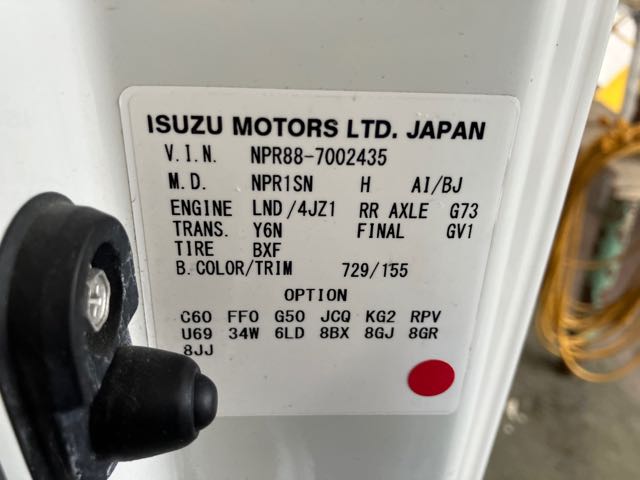 ISUZU MOTORS LTD. JAPAN
V.I.N. NPR88-7002435
M.D. NPR1SN H AI/BJ
ENGINE LND/4JZ1 RR AXLE G73
TRANS. Y6N FINAL GV1
TIRE BXF
B.COLOR/TRIM 729/155
OPTION
C60 FF0 G50 JCQ KG2 RPV
U69 34W 6LD 8BX 8GJ 8GR
8JJ